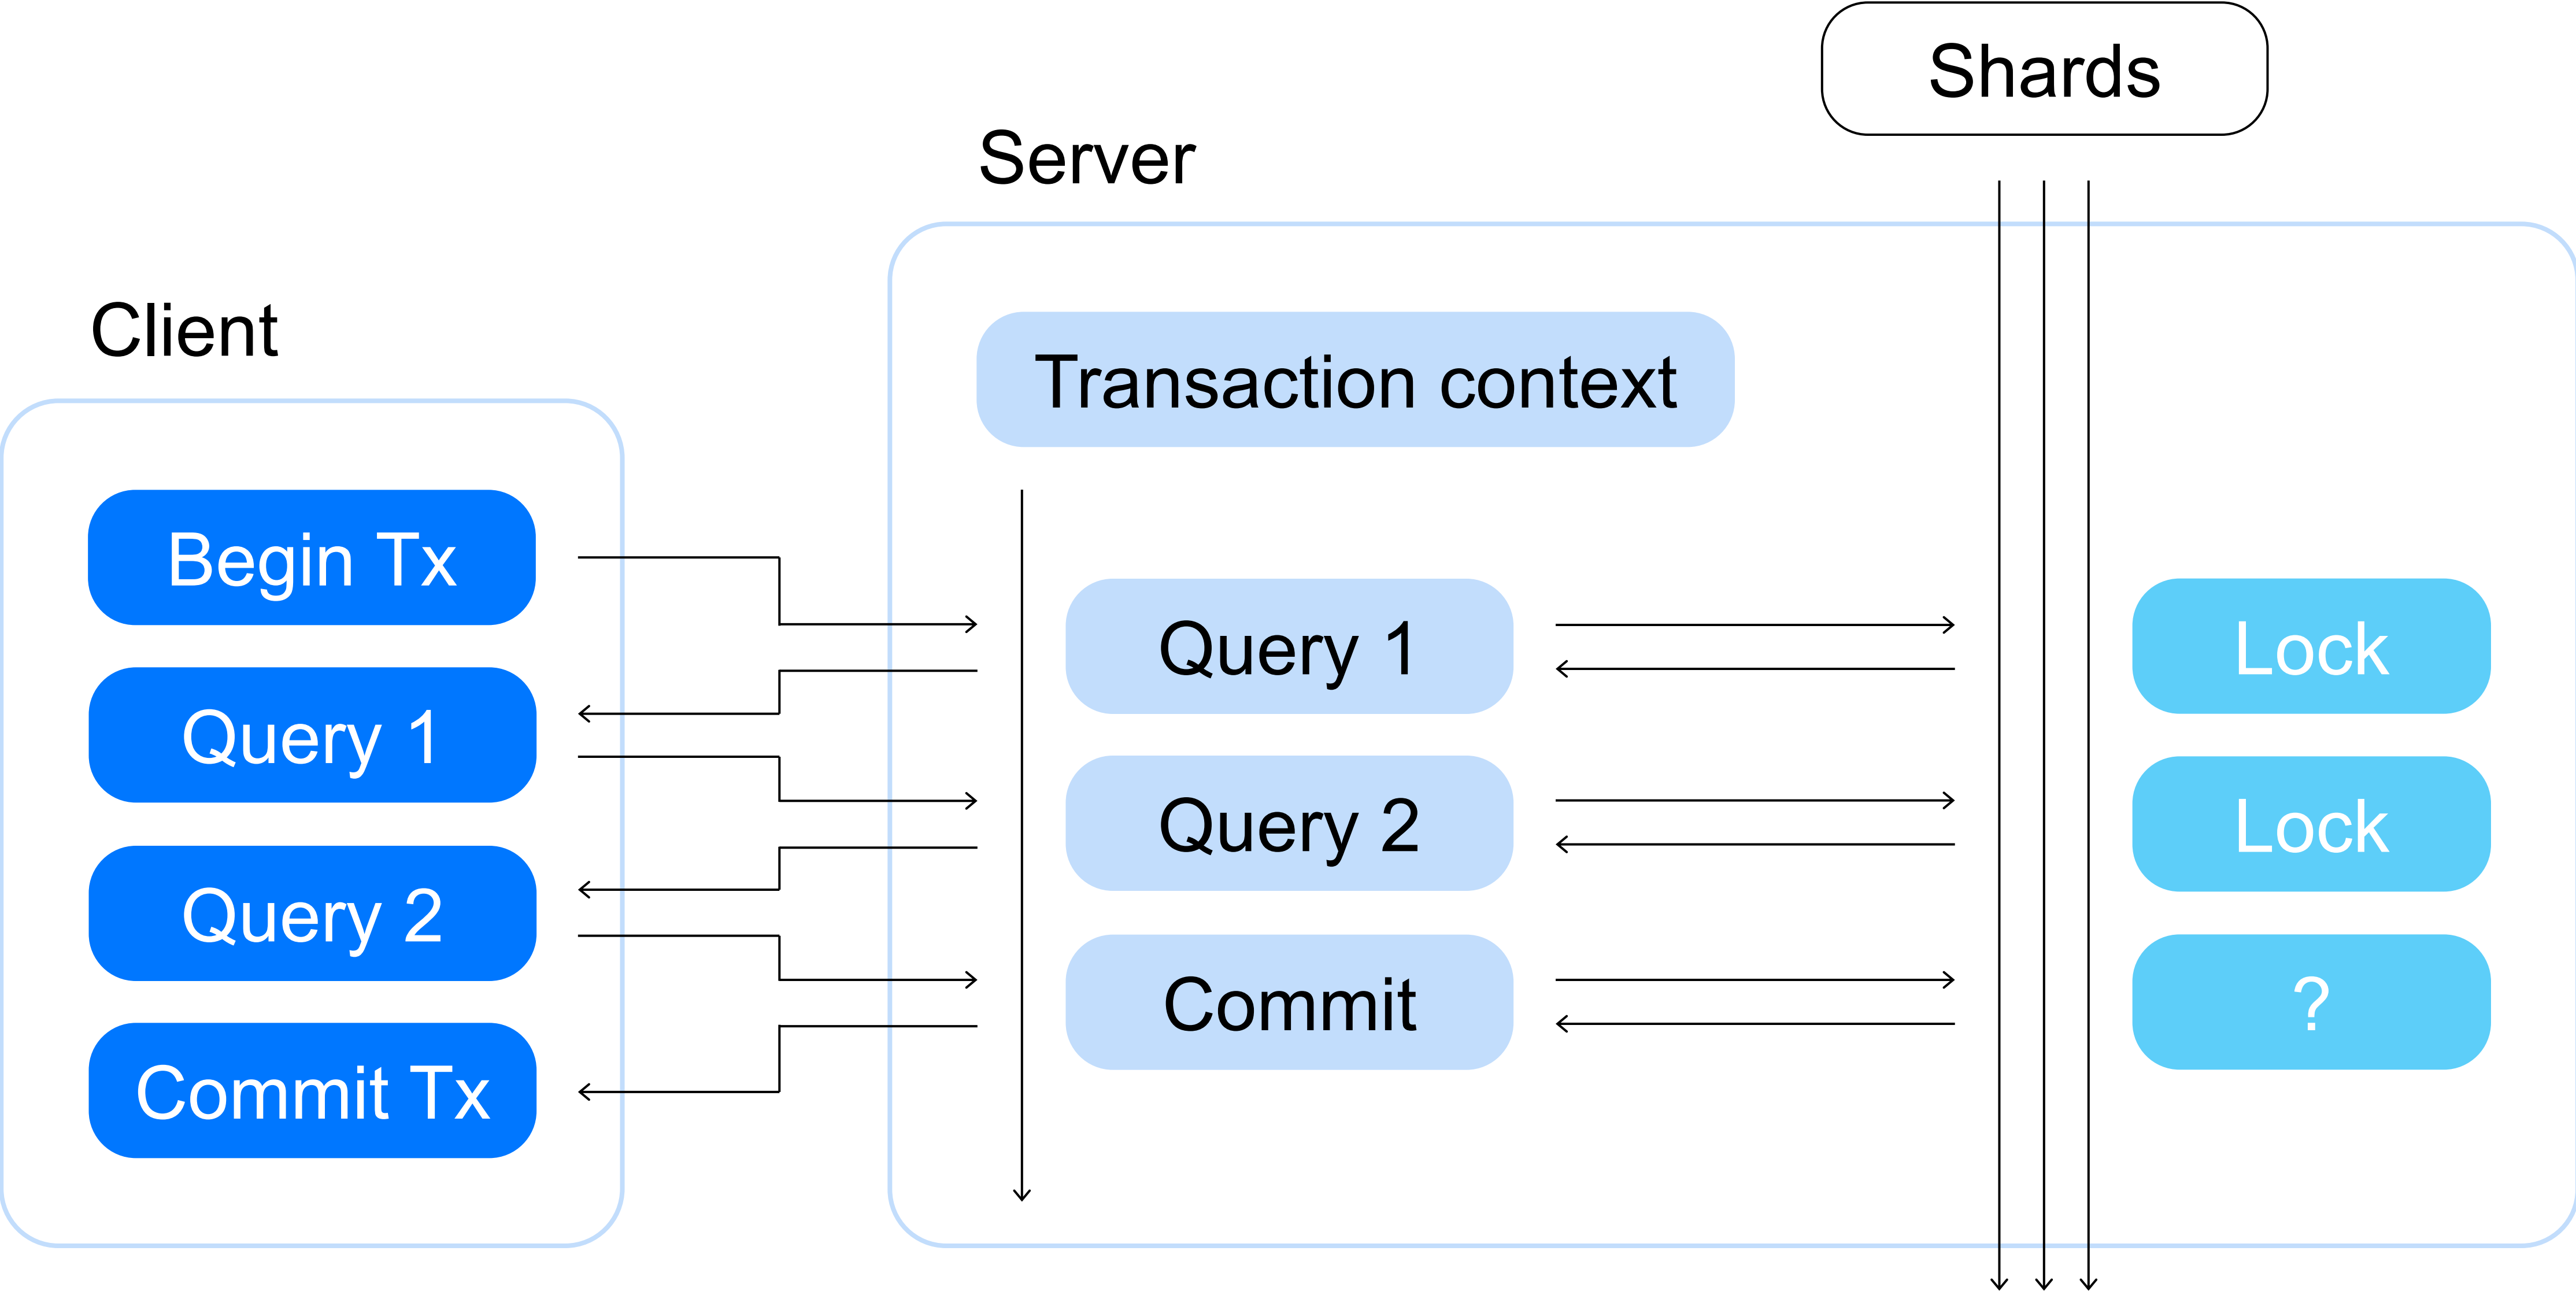 Shards
Server
Client
Transaction context
Begin Tx
Query 1
Query 2
Commit Tx
Query 1
Query 2
Commit
Lock
Lock
?